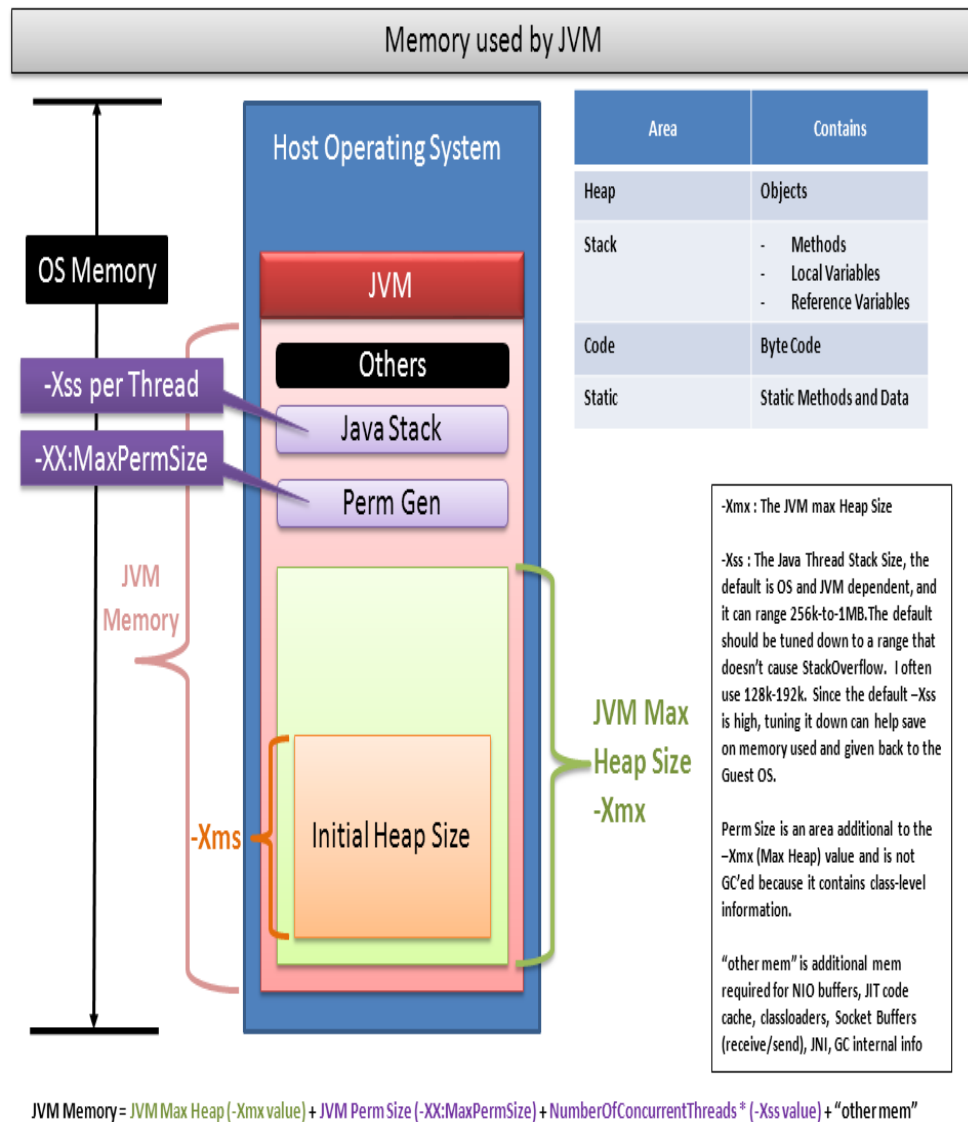 Memory used by JVM
OS Memory
-Xss per Thread
-XX:MaxPermSize
JVM
Memory
-Xms
Host Operating System
JVM
Others
Java Stack
Perm Gen
Initial Heap Size
JVM Max
Heap Size
-Xmx
Area Contains
Heap Objects
Stack - Methods
- Local Variables
- Reference Variables
Code Byte Code
Static Static Methods and Data
-Xmx : The JVM max Heap Size
-Xss : The Java Thread Stack Size, the
default is OS and JVM dependent, and
it can range 256k-to-1MB.The default
should be tuned down to a range that
doesn't cause StackOverflow. I often
use 128k-192k. Since the default –Xss
is high, tuning it down can help save
on memory used and given back to the
Guest OS.
Perm Size is an area additional to the
–Xmx (Max Heap) value and is not
GC'ed because it contains class-level
information.
"other mem" is additional mem
required for NIO buffers, JIT code
cache, classloaders, Socket Buffers
(receive/send), JNI, GC internal info
JVM Memory = JVM Max Heap (-Xmx value) + JVM Perm Size (-XX:MaxPermSize) + NumberOfConcurrentThreads * (-Xss value) + "other mem"